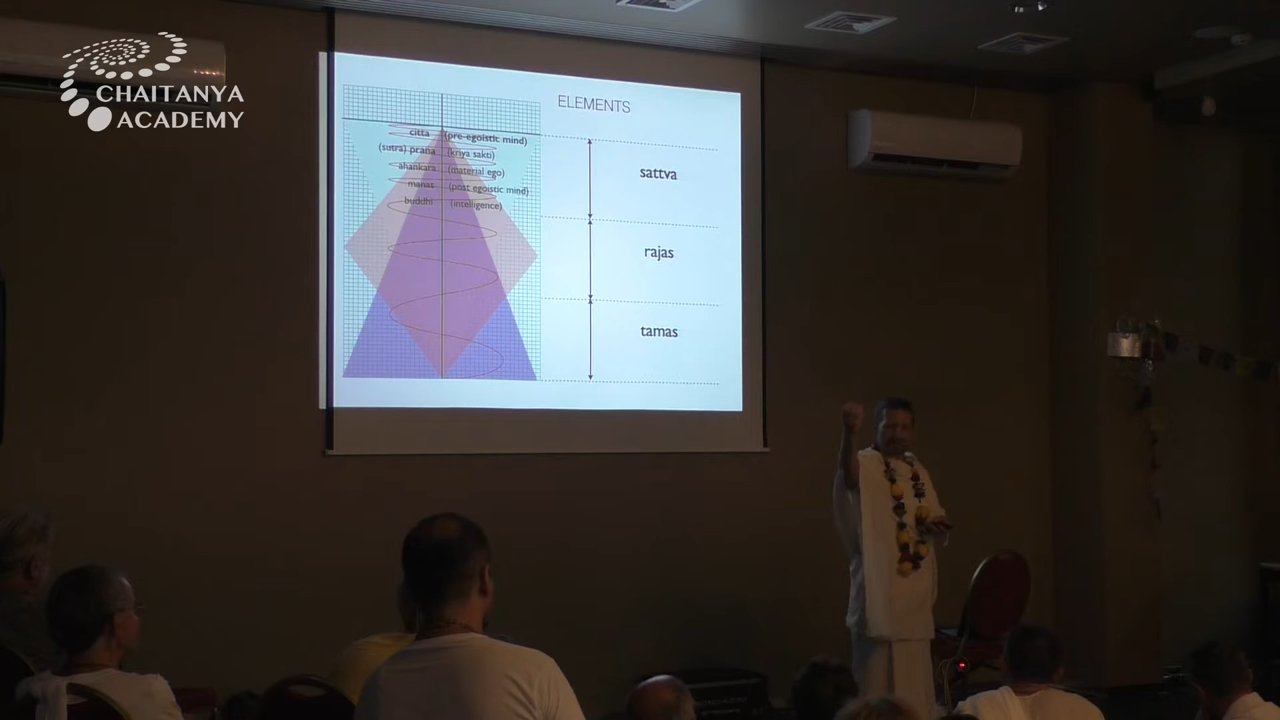 CHAITANYA
ACADEMY
ELEMENTS
citta (pre-egoistic mind)
(sutra) prana (kriya sakti)
ahankara (material ego)
manas (post egoistic mind)
buddhi (intelligence)
sattva
rajas
tamas